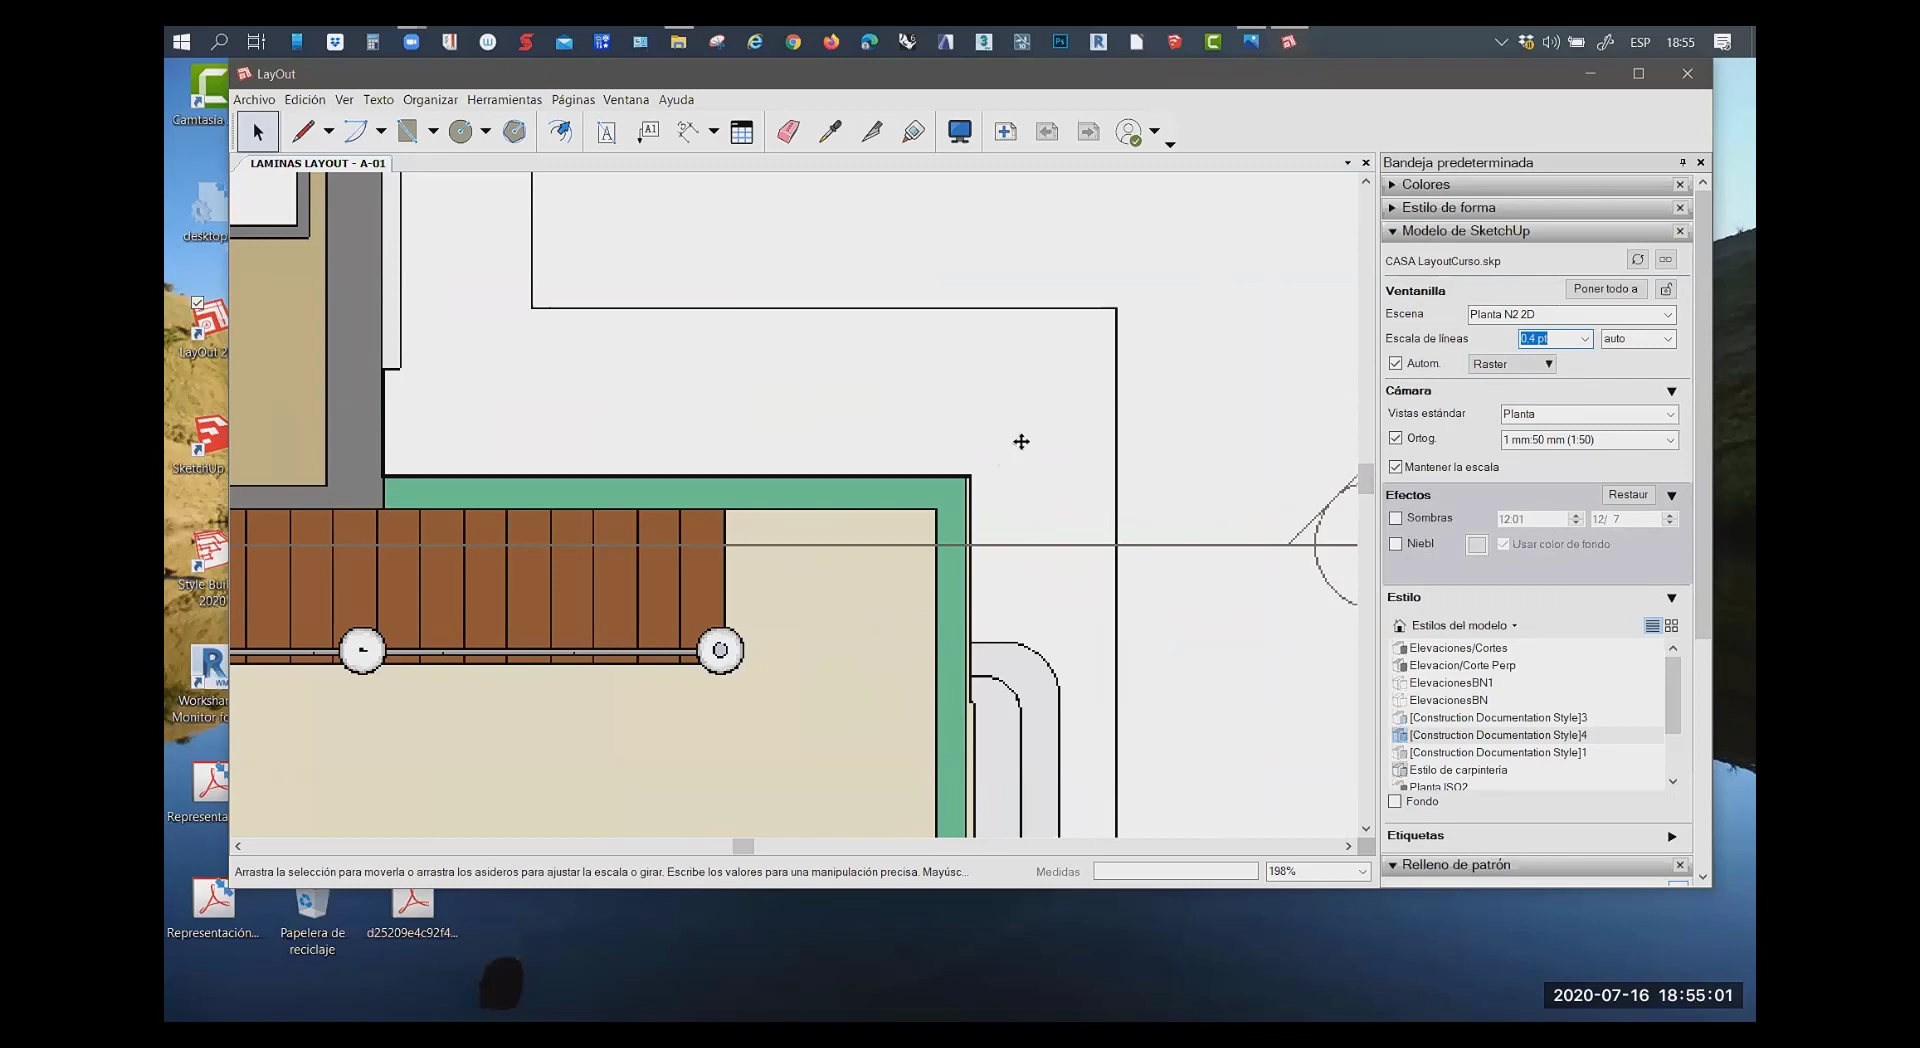 ESP
18:55
LayOut
Archivo Edición Ver Texto Organizar Herramientas Páginas Ventana Ayuda
LAMINAS LAYOUT - A-01
Bandeja predeterminada
Colores
Estilo de forma
Modelo de SketchUp
CASA LayoutCurso.skp
Ventanilla
Poner todo a
Escena
Planta N2 2D
Escala de líneas
0.4 pt
auto
Autom.
Raster
Cámara
Vistas estándar
Planta
Ortog.
1 mm:50 mm (1:50)
Mantener la escala
Efectos
Restaur
Sombras
12:01
12/ 7
Niebl
Usar color de fondo
Estilo
Estilos del modelo
Elevaciones/Cortes
Elevacion/Corte Perp
ElevacionesBN1
ElevacionesBN
[Construction Documentation Style]3
[Construction Documentation Style]4
[Construction Documentation Style]1
Estilo de carpintería
Planta ISO2
Fondo
Etiquetas
Relleno de patrón
Arrastra la selección para moverla o arrastra los asideros para ajustar la escala o girar. Escribe los valores para una manipulación precisa. Mayúsc...
Medidas
198%
Camtasia
desktop
LayOut 2
SketchUp
Style Buil
2020
Workshar
Monitor fo
Representa
Representación...
Papelera de
reciclaje
d25209e4c92f4...
2020-07-16 18:55:01